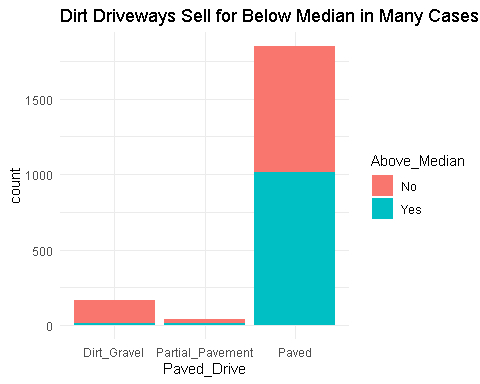 Dirt Driveways Sell for Below Median in Many Cases
1500
1000
500
0
count
Dirt_Gravel Partial_Pavement Paved
Paved_Drive
Above_Median
No
Yes